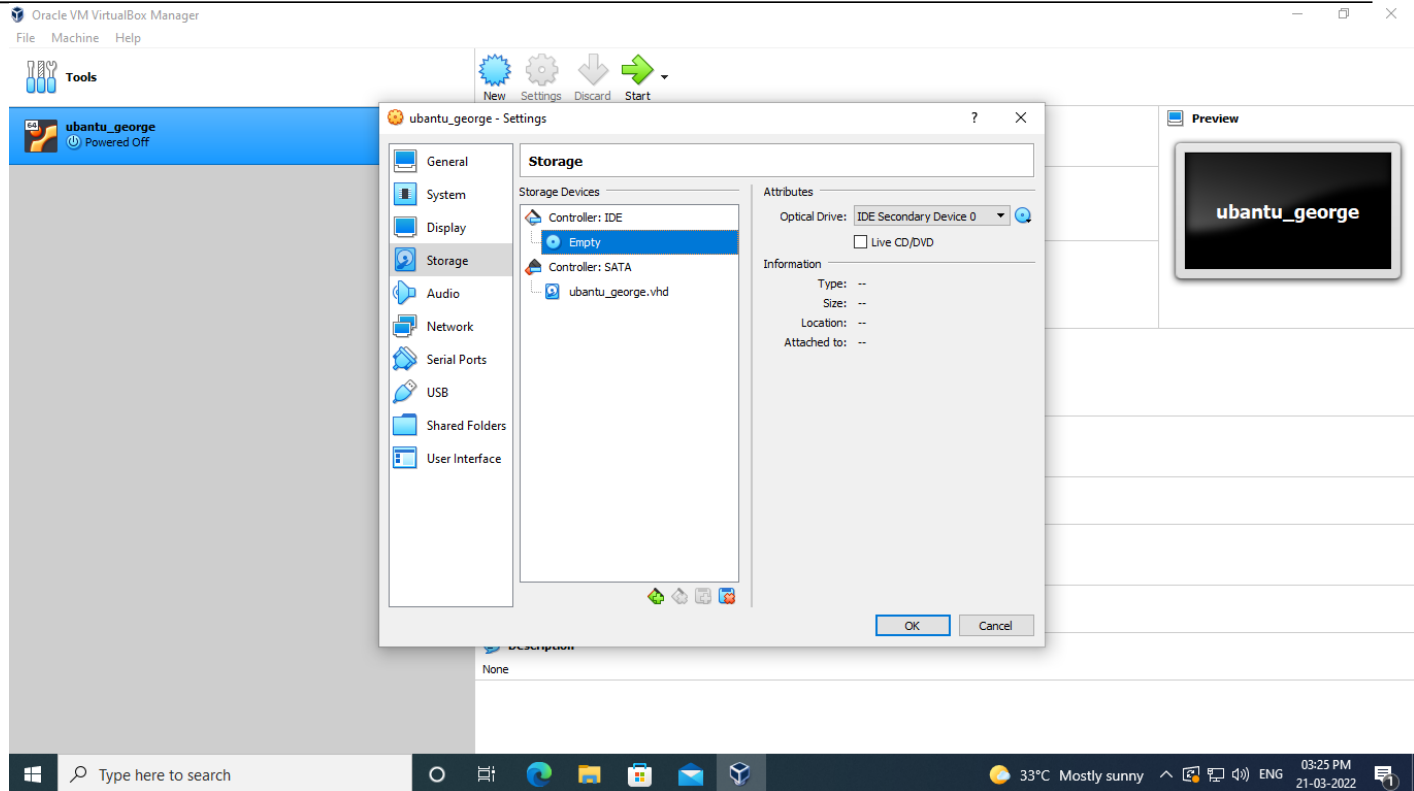 Oracle VM VirtualBox Manager
File Machine Help
Tools
New Settings Discard Start
64
ubantu_george
Powered Off
ubantu_george - Settings
?
General
System
Display
Storage
Audio
Network
Serial Ports
USB
Shared Folders
User Interface
Storage
Storage Devices
Controller: IDE
Empty
Controller: SATA
ubantu_george.vhd
Attributes
Optical Drive: IDE Secondary Device 0
Live CD/DVD
Information
Type: --
Size: --
Location: --
Attached to: --
OK Cancel
Preview
ubantu_george
Description
None
Type here to search
33°C Mostly sunny
ENG
03:25 PM
21-03-2022
1